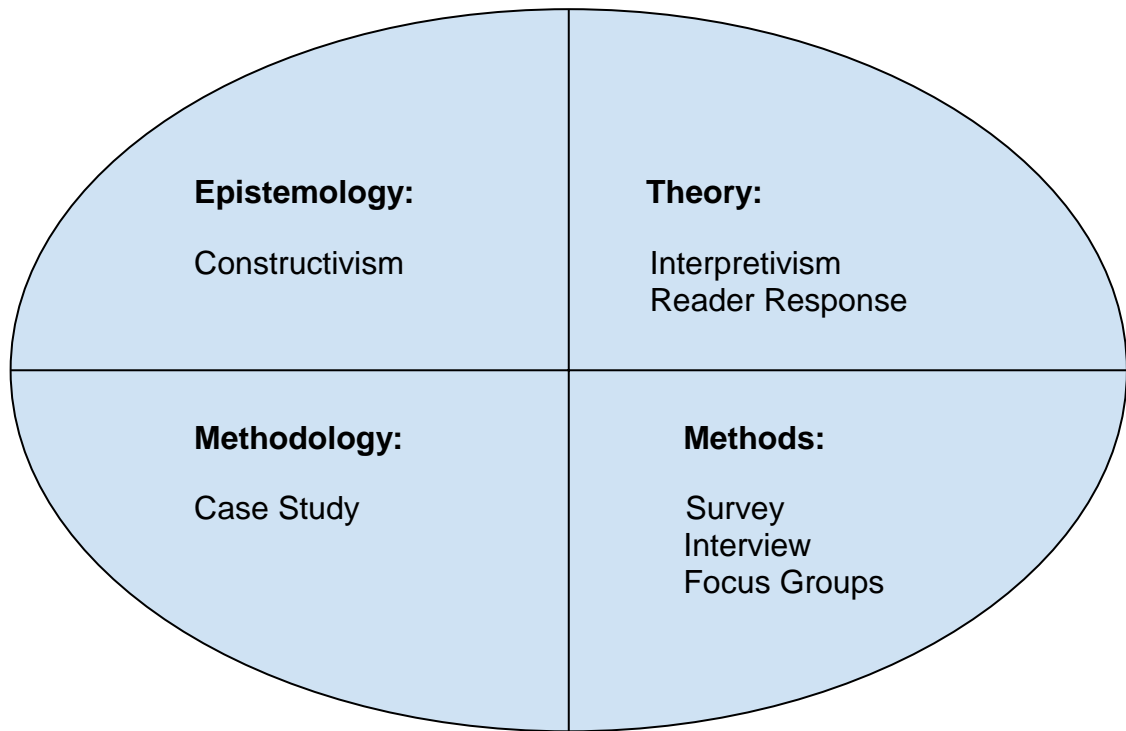 Epistemology:
Constructivism
Theory:
Interpretivism
Reader Response
Methodology:
Case Study
Methods:
Survey
Interview
Focus Groups